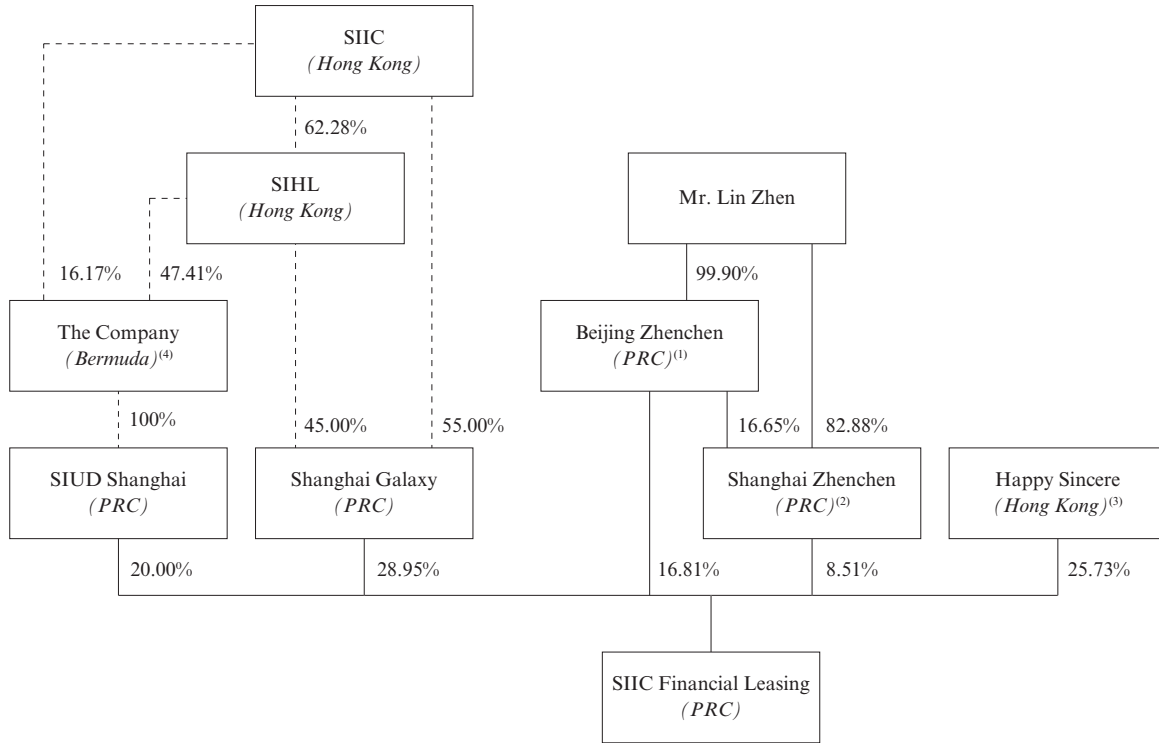 SIIC
(Hong Kong)
62.28%
SIHL
(Hong Kong)
Mr. Lin Zhen
16.17%
47.41%
99.90%
The Company
(Bermuda)(4)
Beijing Zhenchen
(PRC)(1)
100%
45.00%
55.00%
16.65%
82.88%
SIUD Shanghai
(PRC)
Shanghai Galaxy
(PRC)
Shanghai Zhenchen
(PRC)(2)
Happy Sincere
(Hong Kong)(3)
20.00%
28.95%
16.81%
8.51%
25.73%
SIIC Financial Leasing
(PRC)